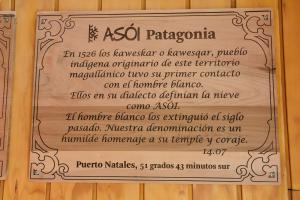 ASÓI Patagonia
En 1526 los kaweskar o kawesqar, pueblo
indígena originario de este territorio
magallánico tuvo su primer contacto
con el hombre blanco.
Ellos en su dialecto definían la nieve
como ASÓI.
El hombre blanco los extinguió el siglo
pasado. Nuestra denominación es un
humilde homenaje a su temple y coraje.
14.07
Puerto Natales, 51 grados 43 minutos sur